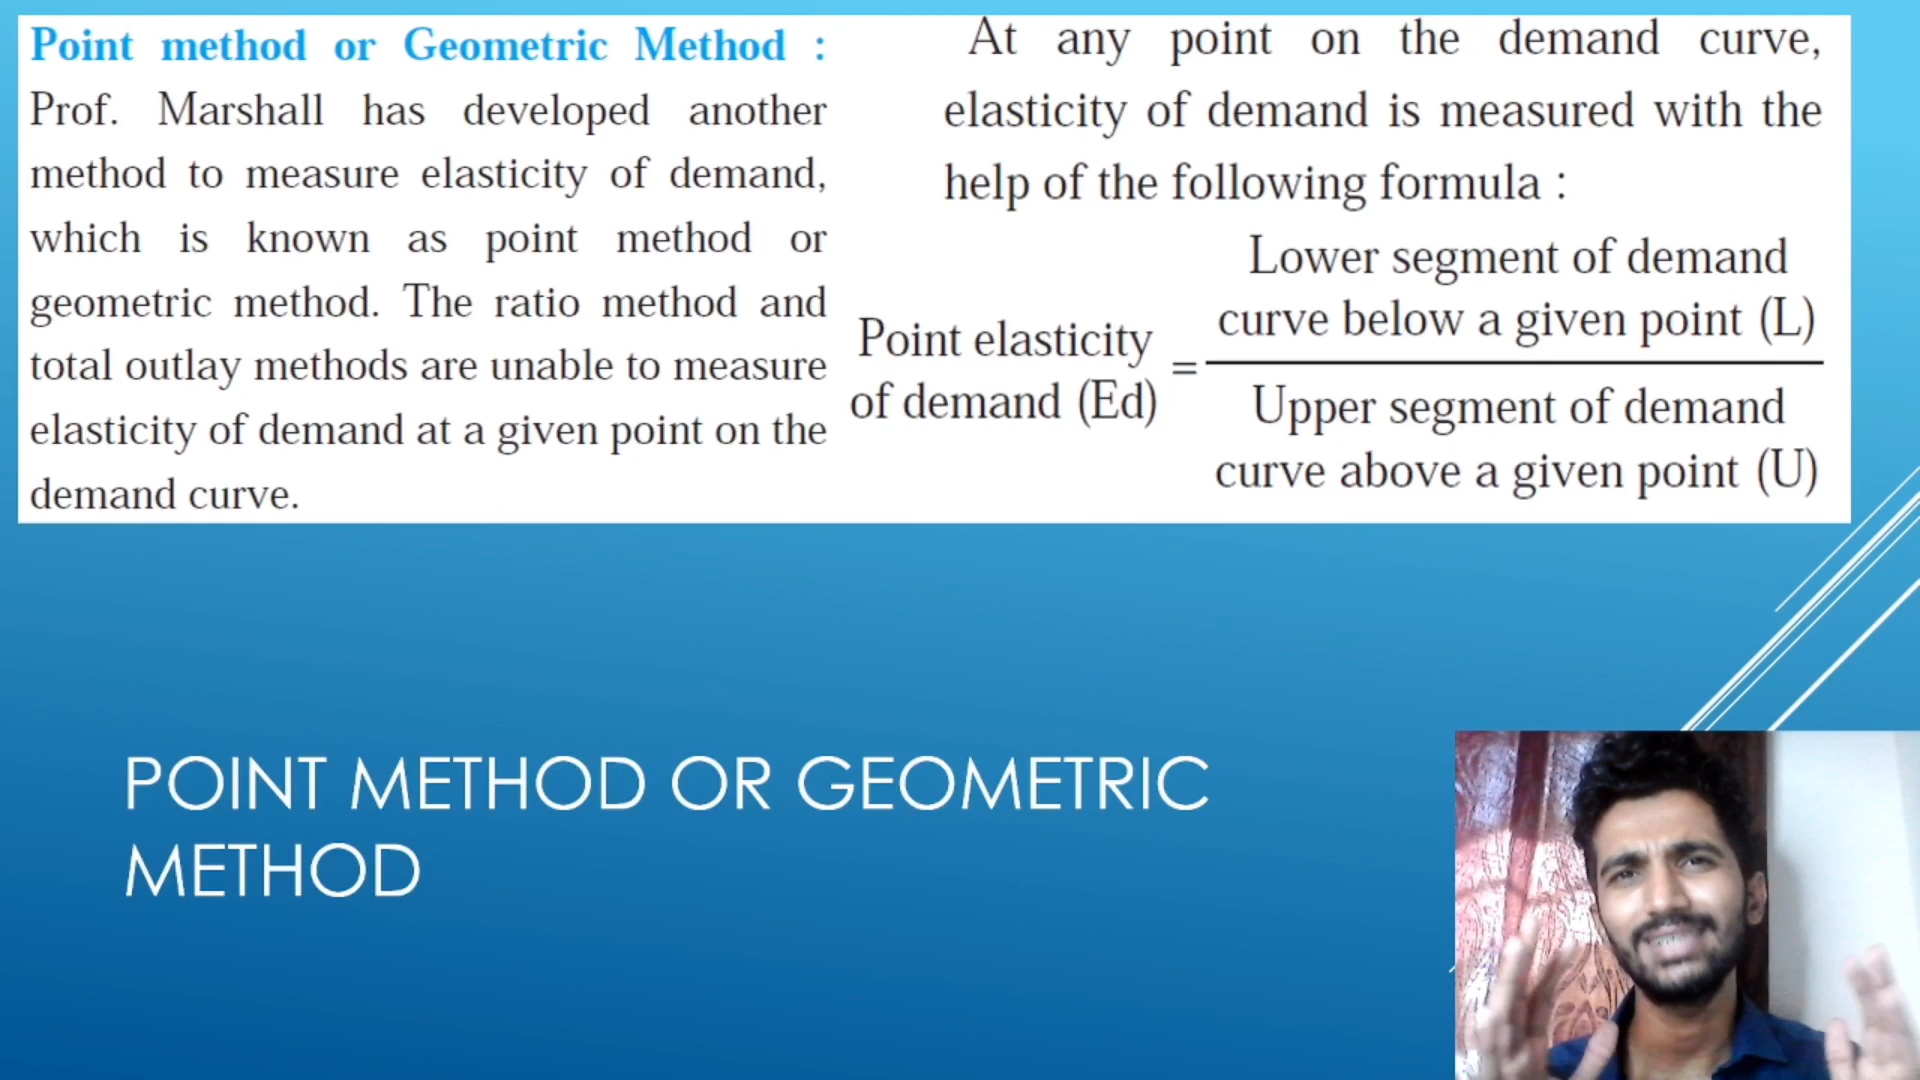 Point method or Geometric Method :
Prof. Marshall has developed another
method to measure elasticity of demand,
which is known as point method or
geometric method. The ratio method and
total outlay methods are unable to measure
elasticity of demand at a given point on the
demand curve.
At any point on the demand curve,
elasticity of demand is measured with the
help of the following formula :
Point elasticity
of demand (Ed)
=
Lower segment of demand
curve below a given point (L)
Upper segment of demand
curve above a given point (U)
POINT METHOD OR GEOMETRIC
METHOD